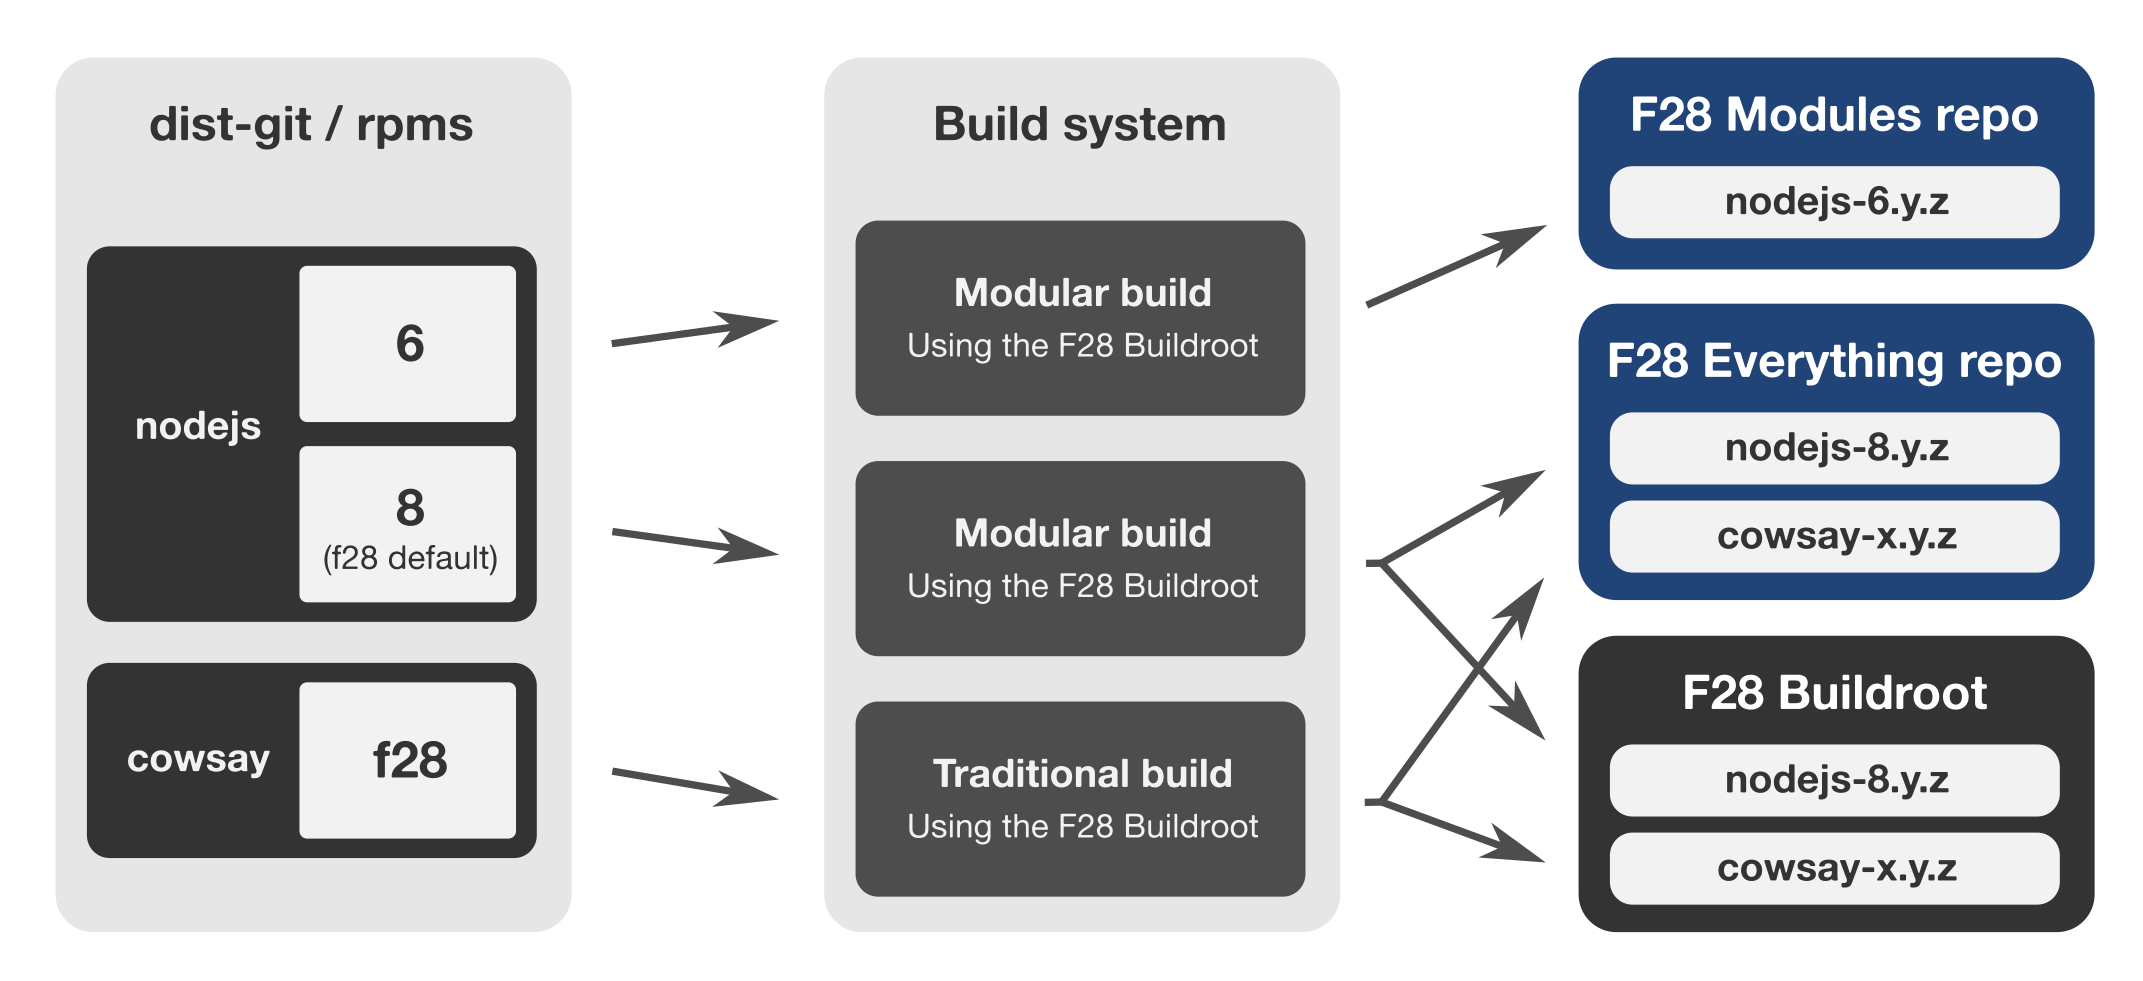 dist-git / rpms
nodejs
6
8
(f28 default)
cowsay
f28
Build system
Modular build
Using the F28 Buildroot
Modular build
Using the F28 Buildroot
Traditional build
Using the F28 Buildroot
F28 Modules repo
nodejs-6.y.z
F28 Everything repo
nodejs-8.y.z
cowsay-x.y.z
F28 Buildroot
nodejs-8.y.z
cowsay-x.y.z